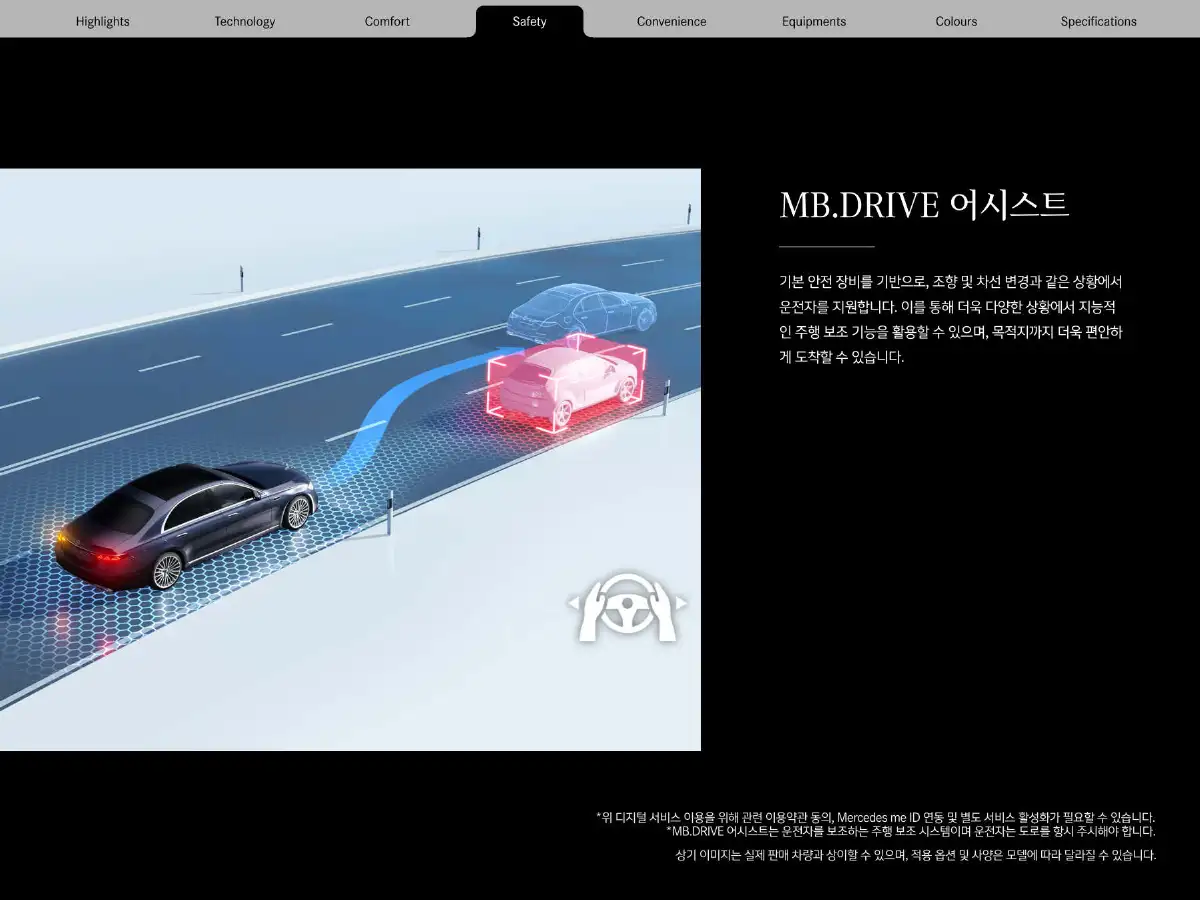 Highlights
Technology
Comfort
Safety
Convenience
Equipments
Colours
Specifications
MB.DRIVE 어시스트
기본 안전 장비를 기반으로, 조향 및 차선 변경과 같은 상황에서
운전자를 지원합니다. 이를 통해 더욱 다양한 상황에서 지능적
인 주행 보조 기능을 활용할 수 있으며, 목적지까지 더욱 편안하
게 도착할 수 있습니다.
*위 디지털 서비스 이용을 위해 관련 이용약관 동의, Mercedes me ID 연동 및 별도 서비스 활성화가 필요할 수 있습니다.
*MB.DRIVE 어시스트는 운전자를 보조하는 주행 보조 시스템이며 운전자는 도로를 항시 주시해야 합니다.
상기 이미지는 실제 판매 차량과 상이할 수 있으며, 적용 옵션 및 사양은 모델에 따라 달라질 수 있습니다.